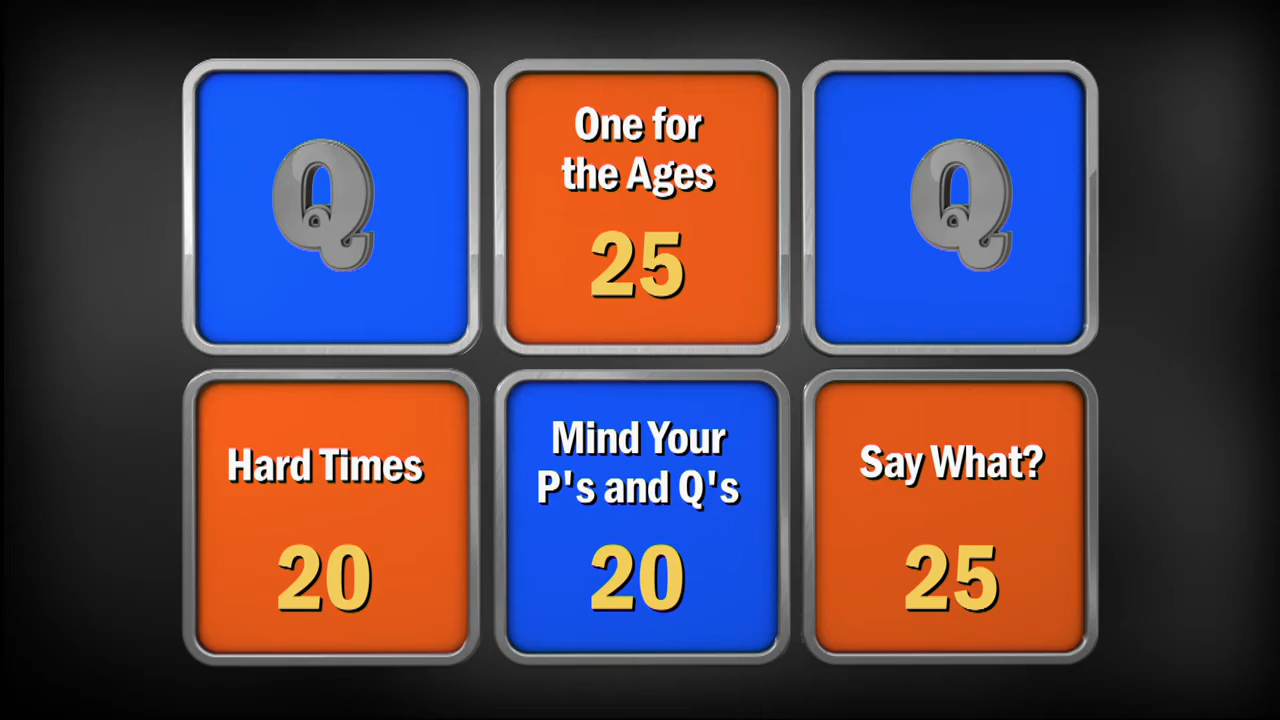 Q
One for
the Ages
25
Q
Hard Times
20
Mind Your
P's and Q's
20
Say What?
25